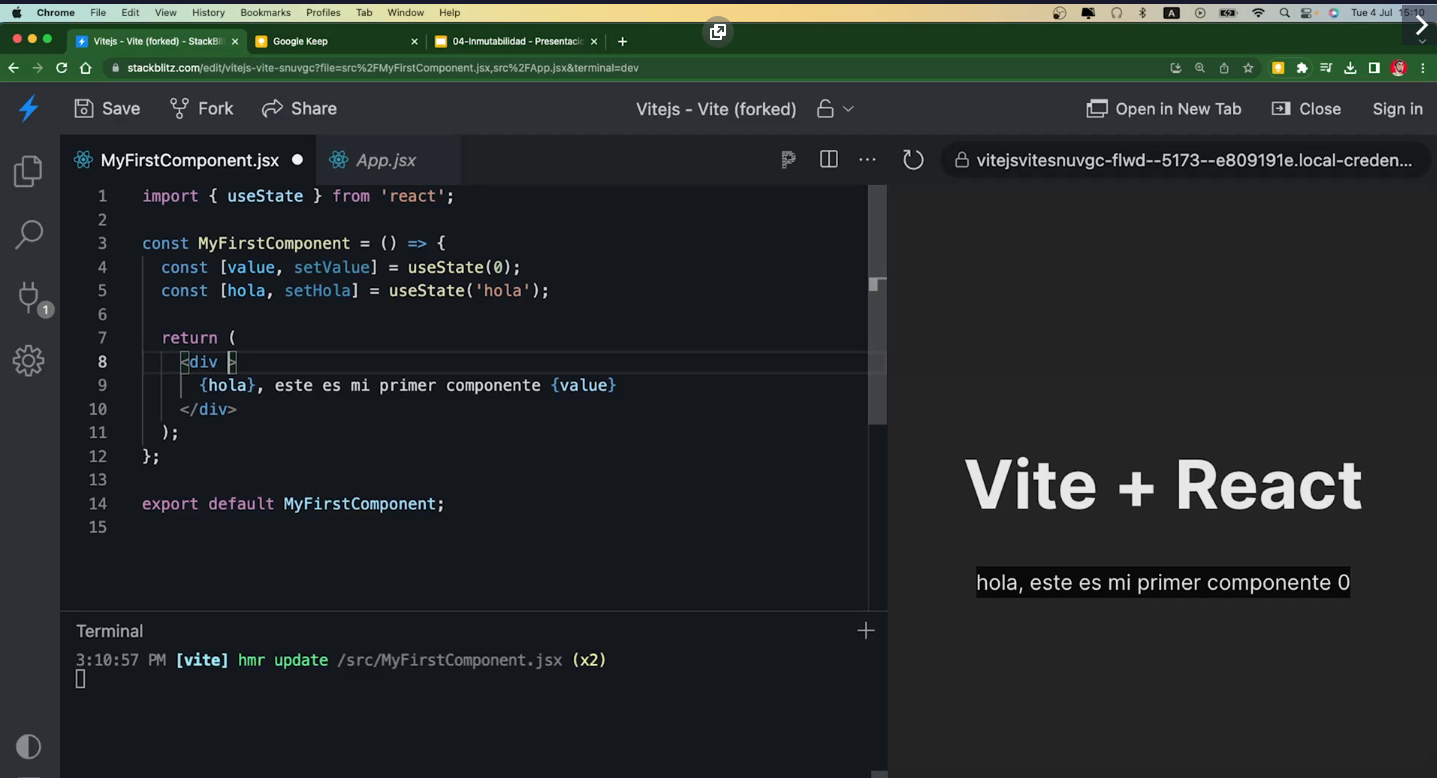 Chrome File Edit View History Bookmarks Profiles Tab Window Help A Tue 4 Jul 15:10
Vitejs - Vite (forked) - StackBli Google Keep 04-Inmutabilidad - Presentació
stackblitz.com/edit/vitejs-vite-snuvgc?file=src%2FMyFirstComponent.jsx,src%2FApp.jsx&terminal=dev
Save Fork Share Vitejs - Vite (forked) Open in New Tab Close Sign in
MyFirstComponent.jsx App.jsx vitejsvitesnuvgc-flwd--5173--e809191e.local-creden...
1 import { useState } from 'react';
2
3 const MyFirstComponent = () => {
4 const [value, setValue] = useState(0);
5 const [hola, setHola] = useState('hola');
6
7 return (
8 <div >
9 {hola}, este es mi primer componente {value}
10 </div>
11 );
12 };
13
14 export default MyFirstComponent;
15
1
Vite + React
hola, este es mi primer componente 0
Terminal
3:10:57 PM [vite] hmr update /src/MyFirstComponent.jsx (x2)